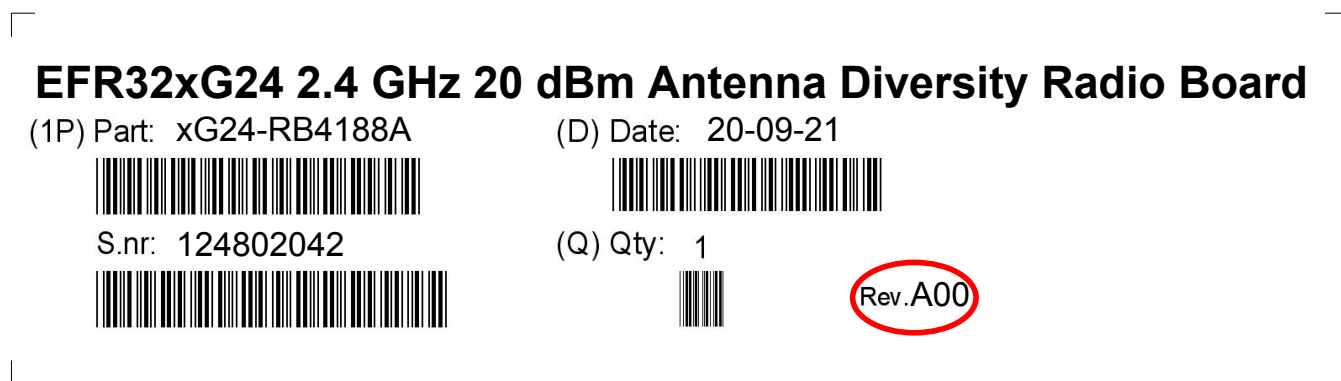 EFR32xG24 2.4 GHz 20 dBm Antenna Diversity Radio Board
(1P) Part: xG24-RB4188A (D) Date: 20-09-21
S.nr: 124802042 (Q) Qty: 1
Rev.A00